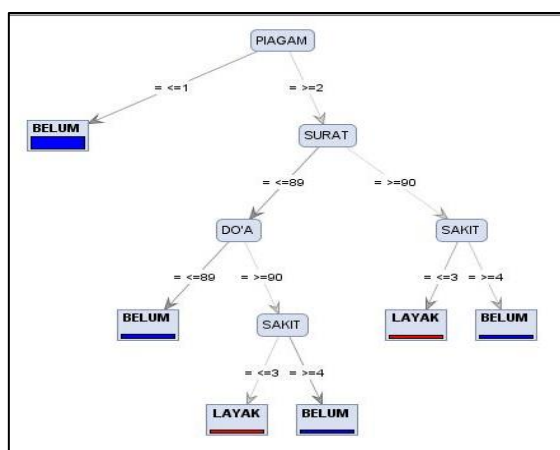 PIAGAM
= <=1
= >=2
BELUM
SURAT
= <=89
= >=90
DO'A
SAKIT
= <=89
= >=90
= <=3
= >=4
BELUM
SAKIT
LAYAK
BELUM
= <=3
= >=4
LAYAK
BELUM